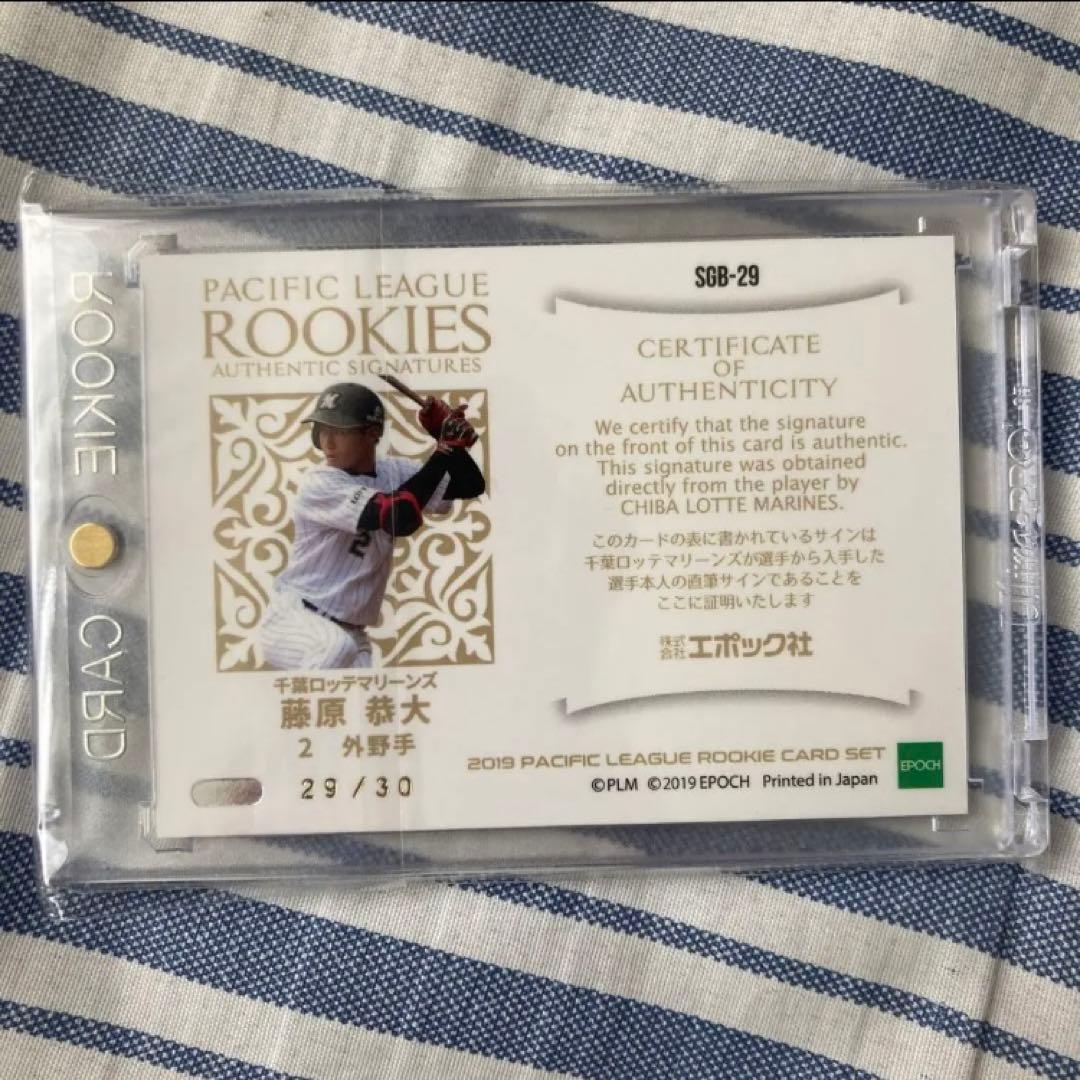 ROOKIE CARD
PACIFIC LEAGUE
ROOKIES
AUTHENTIC SIGNATURES
M
2
千葉ロッテマリーンズ
藤原 恭大
2 外野手
29/30
SGB-29
CERTIFICATE
OF
AUTHENTICITY
We certify that the signature
on the front of this card is authentic.
This signature was obtained
directly from the player by
CHIBA LOTTE MARINES.
このカードの表に書かれているサインは
千葉ロッテマリーンズが選手から入手した
選手本人の直筆サインであることを
ここに証明いたします
株式会社エポック社
2019 PACIFIC LEAGUE ROOKIE CARD SET
EPOCH
©PLM ©2019 EPOCH Printed in Japan